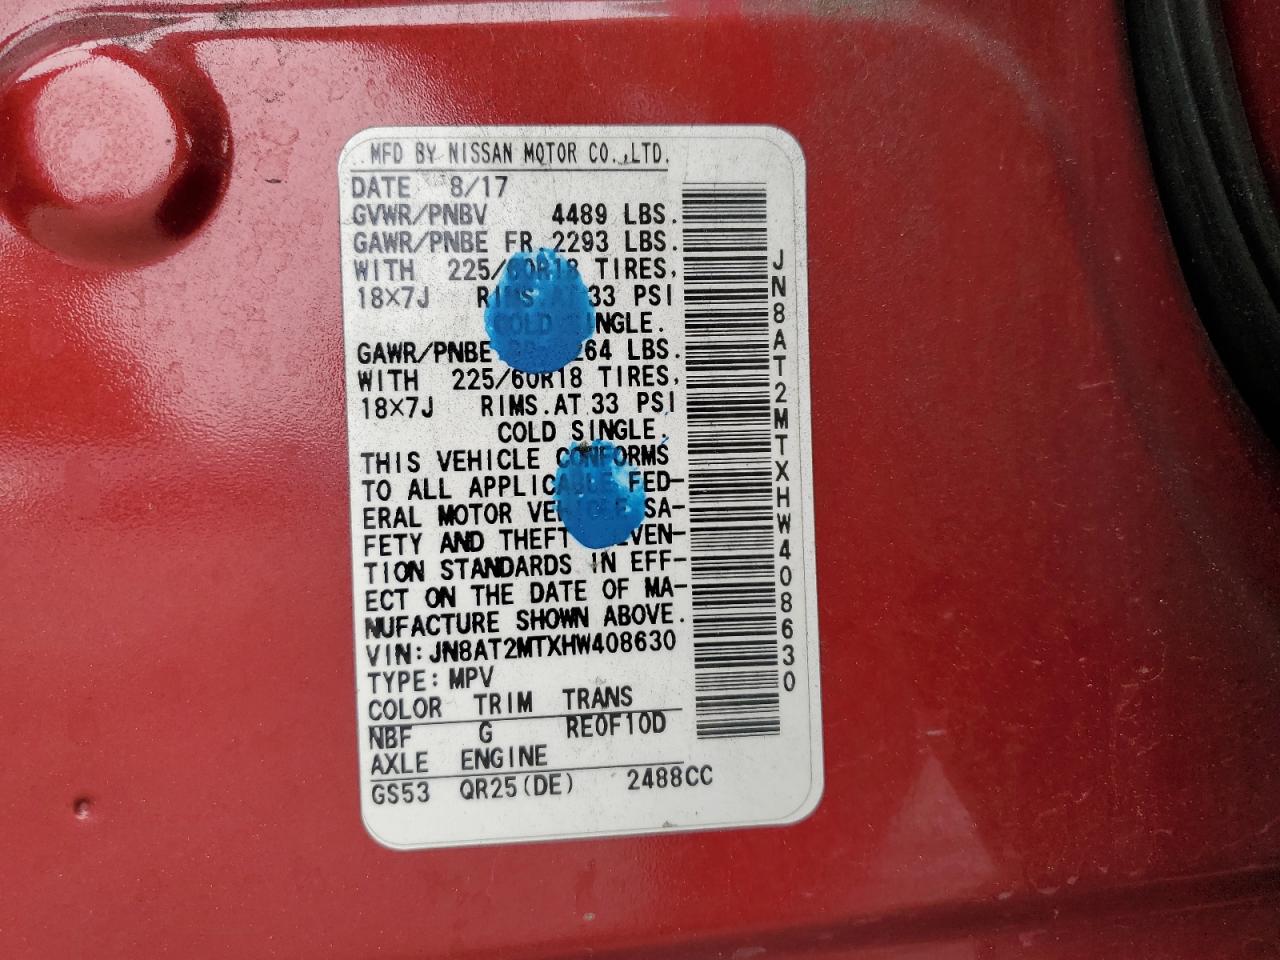 MFD BY NISSAN MOTOR CO.,LTD.
DATE 8/17
GVWR/PNBV 4489 LBS.
GAWR/PNBE FR 2293 LBS.
WITH 225/60R18 TIRES,
18×7J RIMS.AT 33 PSI
COLD SINGLE.
GAWR/PNBE LBS.
WITH 225/60R18 TIRES,
18×7J RIMS.AT 33 PSI
COLD SINGLE.
THIS VEHICLE CONFORMS
TO ALL APPLICABLE FED-
ERAL MOTOR VEHICLE SA-
FETY AND THEFT
TION STANDARDS IN EFF-
ECT ON THE DATE OF MA-
NUFACTURE SHOWN ABOVE.
VIN: JN8AT2MTXHW408630
TYPE: MPV
COLOR TRIM TRANS
NBF G RE0F10D
AXLE ENGINE
GS53 QR25(DE) 2488CC
JN8AT2MTXHW408630